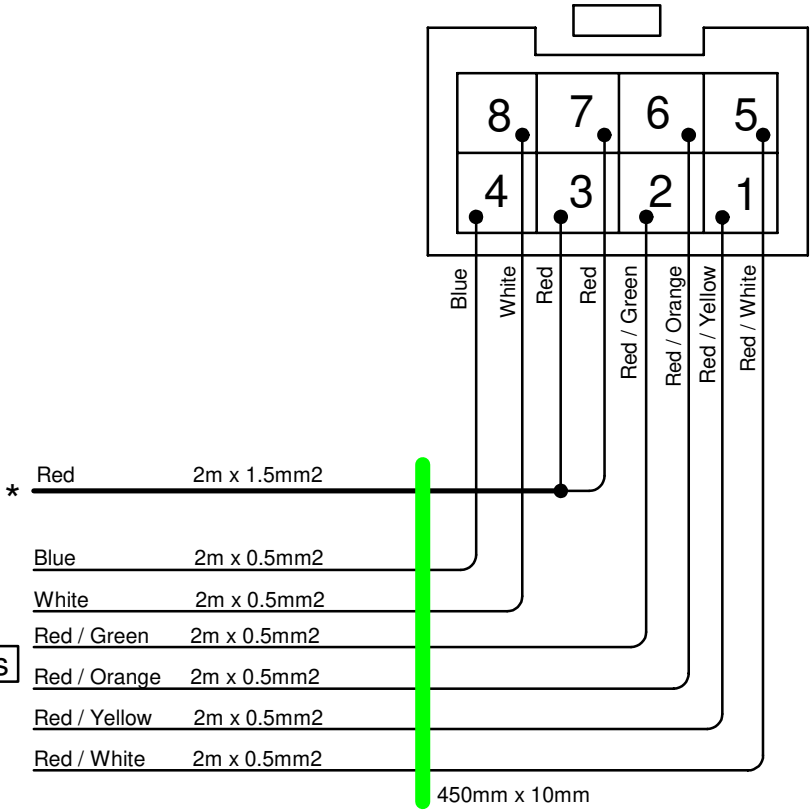 8 7 6 5
4 3 2 1
Blue
White
Red
Red
Red / Green
Red / Orange
Red / Yellow
Red / White
* Red 2m x 1.5mm2
Blue 2m x 0.5mm2
White 2m x 0.5mm2
Red / Green 2m x 0.5mm2
s
Red / Orange 2m x 0.5mm2
Red / Yellow 2m x 0.5mm2
Red / White 2m x 0.5mm2
450mm x 10mm